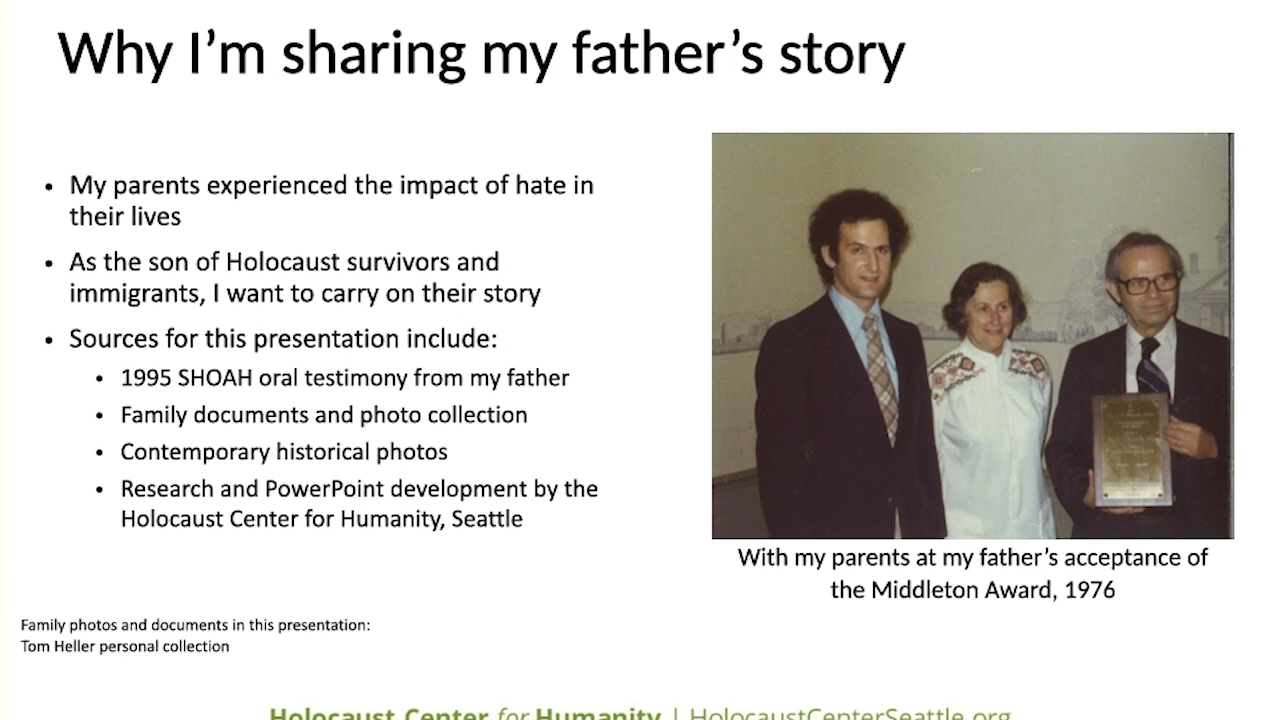 Why I’m sharing my father’s story
• My parents experienced the impact of hate in
their lives
• As the son of Holocaust survivors and
immigrants, I want to carry on their story
• Sources for this presentation include:
• 1995 SHOAH oral testimony from my father
• Family documents and photo collection
• Contemporary historical photos
• Research and PowerPoint development by the
Holocaust Center for Humanity, Seattle
With my parents at my father’s acceptance of
the Middleton Award, 1976
Family photos and documents in this presentation:
Tom Heller personal collection
Holocaust Center for Humanity | HolocaustCenterSeattle.org